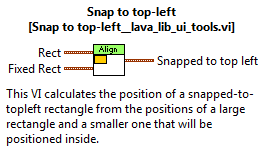 Snap to top-left
[Snap to top-left__lava_lib_ui_tools.vi]
Rect
Align
Fixed Rect
Snapped to top left
This VI calculates the position of a snapped-to-
topleft rectangle from the positions of a large
rectangle and a smaller one that will be
positioned inside.